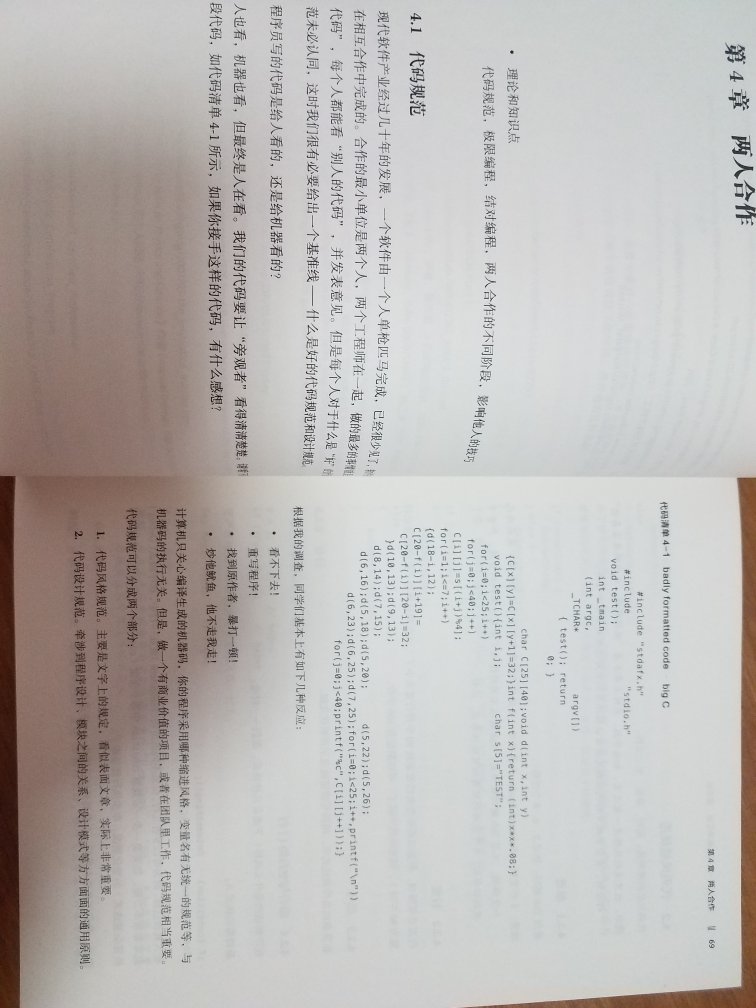 第 4 章　两人合作
• 理论和知识点
代码规范，极限编程，结对编程，两人合作的不同阶段，影响他人的技巧
4.1　代码规范
现代软件产业经过几十年的发展，一个软件由一个人单枪匹马完成，已经很少见了，
在相互合作中完成的。合作的最小单位是两个人，两个工程师在一起，做的最多的事情
代码”，每个人都能看“别人的代码”，并发表意见。但是每个人对于什么是“好”的
范未必认同，这时我们很有必要给出一个基准线——什么是好的代码规范和设计规范
程序员写的代码是给人看的，还是给机器看的？
人也看，机器也看，但最终是人在看。我们的代码要让“旁观者”看得清清楚楚。
段代码，如代码清单 4-1 所示，如果你接手这样的代码，有什么感想？
第 4 章　两人合作　69
代码清单 4-1　badly formatted code　big C
#include "stdafx.h"
#include "stdio.h"
void test();
int _tmain
(int argc,
_TCHAR* argv[])
{ test(); return
0; }
char C[25][40];void d(int x,int y)
{C[x][y]=C[x][y+1]=32;}int f(int x){return (int)x*x*.08;}
void test(){int i,j; char s[5]="TEST";
for(i=0;i<25;i++)
for(j=0;j<40;j++)
C[i][j]=s[(i+j)%4];
for(i=1;i<=7;i++)
{d(18-i,12);
C[20-f(i)][i+19]=
C[20-f(i)][20-i]=32;
}d(10,13);d(9,13);
d(8,14);d(7,15);
d(6,16);d(5,18);d(5,20); d(5,22);d(5,26);
d(6,23);d(6,25);d(7,25);for(i=0;i<25;i++,printf("\n"))
for(j=0;j<40;printf("%c",C[i][j++]));}
根据我的调查，同学们基本上有如下几种反应：
• 看不下去！
• 重写程序！
• 找到原作者，暴打一顿！
• 炒他鱿鱼，他不走我走！
计算机只关心编译生成的机器码，你的程序采用哪种缩进风格，变量名有无统一的规范等，与
机器码的执行无关。但是，做一个有商业价值的项目，或者在团队里工作，代码规范相当重要。
代码规范可以分成两个部分：
1. 代码风格规范。主要是文字上的规定，看似表面文章，实际上非常重要。
2. 代码设计规范。牵涉到程序设计、模块之间的关系、设计模式等方方面面的通用原则。